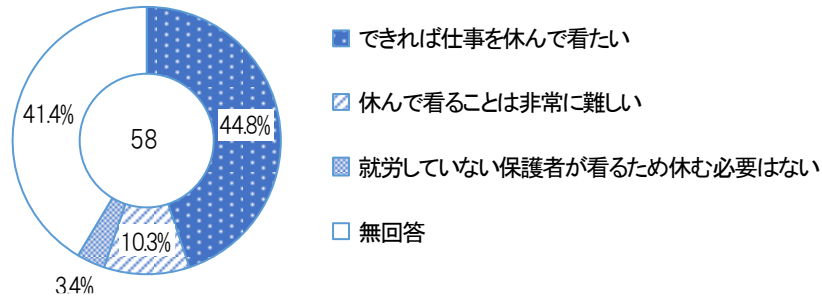 41.4%
58
44.8%
10.3%
3.4%
できれば仕事を休んで看たい
休んで看ることは非常に難しい
就労していない保護者が看るため休む必要はない
無回答